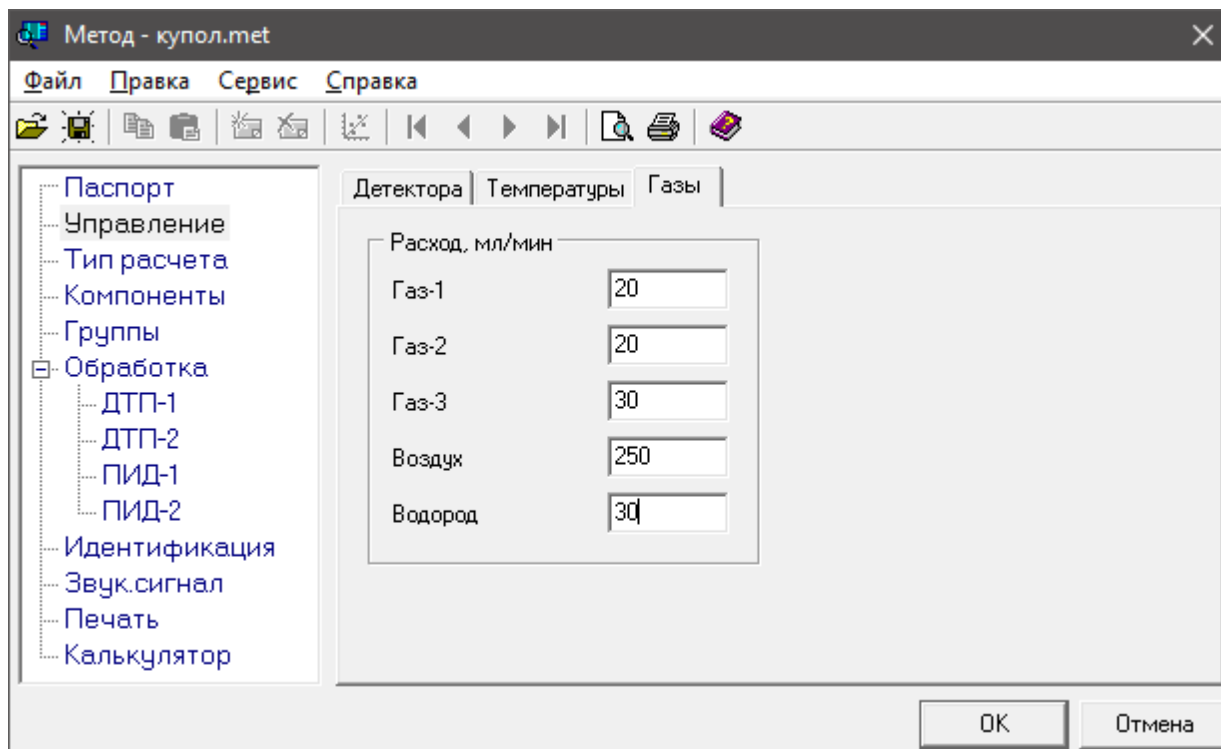 Метод - купол.met
Файл Правка Сервис Справка
Паспорт
Управление
Тип расчета
Компоненты
Группы
Обработка
ДТП-1
ДТП-2
ПИД-1
ПИД-2
Идентификация
Звук.сигнал
Печать
Калькулятор
Детектора Температуры Газы
Расход, мл/мин
Газ-1 20
Газ-2 20
Газ-3 30
Воздух 250
Водород 30
OK Отмена